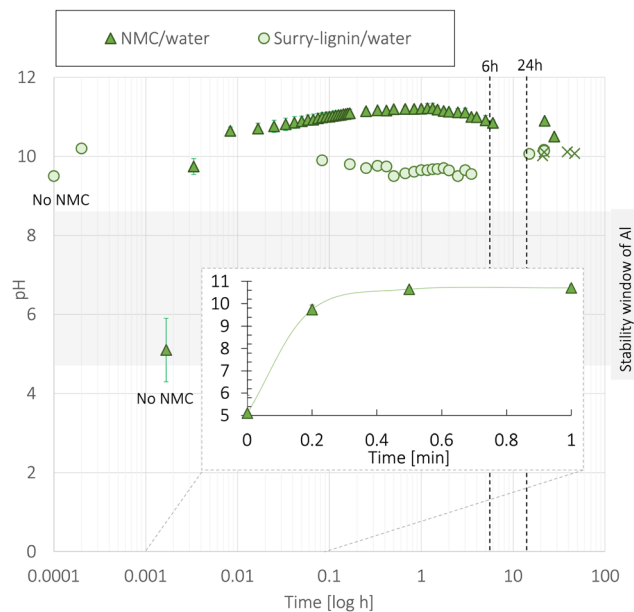 NMC/water
Surry-lignin/water
6h
24h
12
10
8
6
4
2
0
pH
No NMC
No NMC
Stability window of Al
11
10
9
8
7
6
5
0
0.2
0.4
0.6
0.8
1
Time [min]
0.0001
0.001
0.01
0.1
1
10
100
Time [log h]